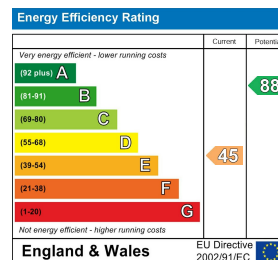 Energy Efficiency Rating
Current
Very energy efficient - lower running costs
(92 plus) A
(81-91) B
(69-80) C
(55-68) D
(39-54) E
(21-38) F
(1-20) G
45
88
Not energy efficient - higher running costs
England & Wales
EU Directive
2002/91/EC